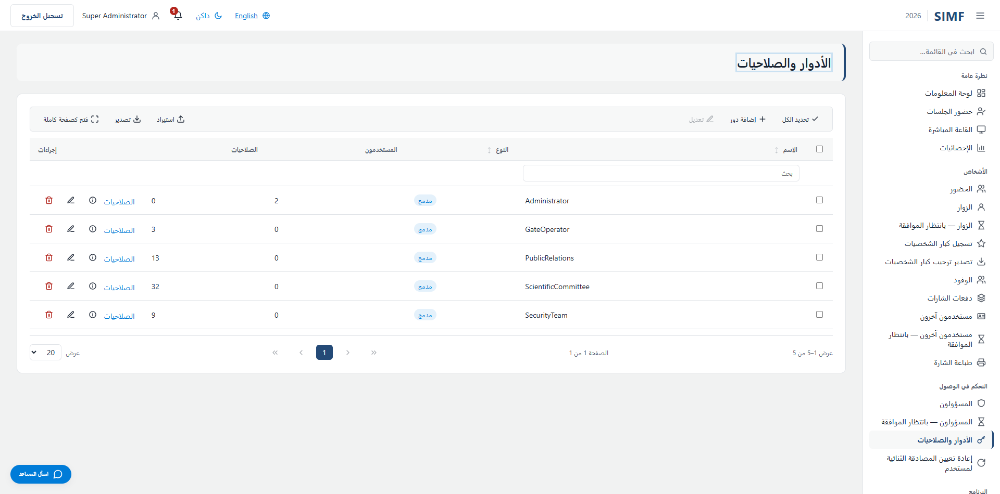 SIMF
2026
English
داكن
1
Super Administrator
تسجيل الخروج
ابحث في القائمة...
نظرة عامة
لوحة المعلومات
حضور الجلسات
القاعة المباشرة
الإحصائيات
الأشخاص
الحضور
الزوار
الزوار — بانتظار الموافقة
تسجيل كبار الشخصيات
تصدير ترحيب كبار الشخصيات
الوفود
دفعات الشارات
مستخدمون آخرون
مستخدمون آخرون — بانتظار
الموافقة
طباعة الشارة
التحكم في الوصول
المسؤولون
المسؤولون — بانتظار الموافقة
الأدوار والصلاحيات
إعادة تعيين المصادقة الثنائية
لمستخدم
البرنامج
الأدوار والصلاحيات
تحديد الكل
إضافة دور
تعديل
استيراد
تصدير
فتح كصفحة كاملة
الاسم
النوع
المستخدمون
الصلاحيات
إجراءات
بحث
Administrator مدمج 2 0 الصلاحيات
GateOperator مدمج 0 3 الصلاحيات
PublicRelations مدمج 0 13 الصلاحيات
ScientificCommittee مدمج 0 32 الصلاحيات
SecurityTeam مدمج 0 9 الصلاحيات
عرض 1–5 من 5
الصفحة 1 من 1
« ‹ 1 › »
عرض 20
اسأل المساعد